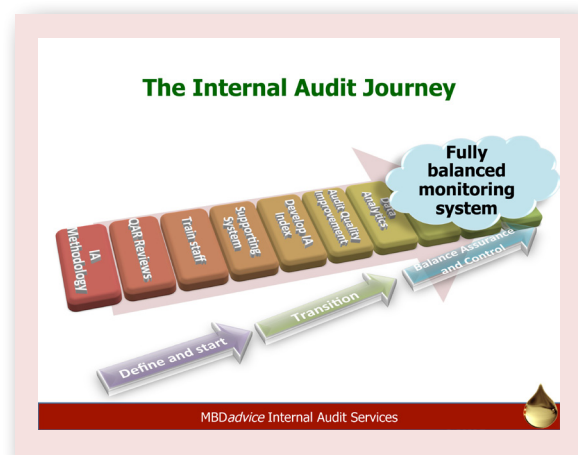 The Internal Audit Journey
Fully
balanced
monitoring
system
IA
Methodology
QAR Reviews
Train staff
Supporting
System
Develop IA
Index
Audit Quality
Improvement
Data
Analytics
Define and start
Transition
Balance Assurance
and Control
MBDadvice Internal Audit Services